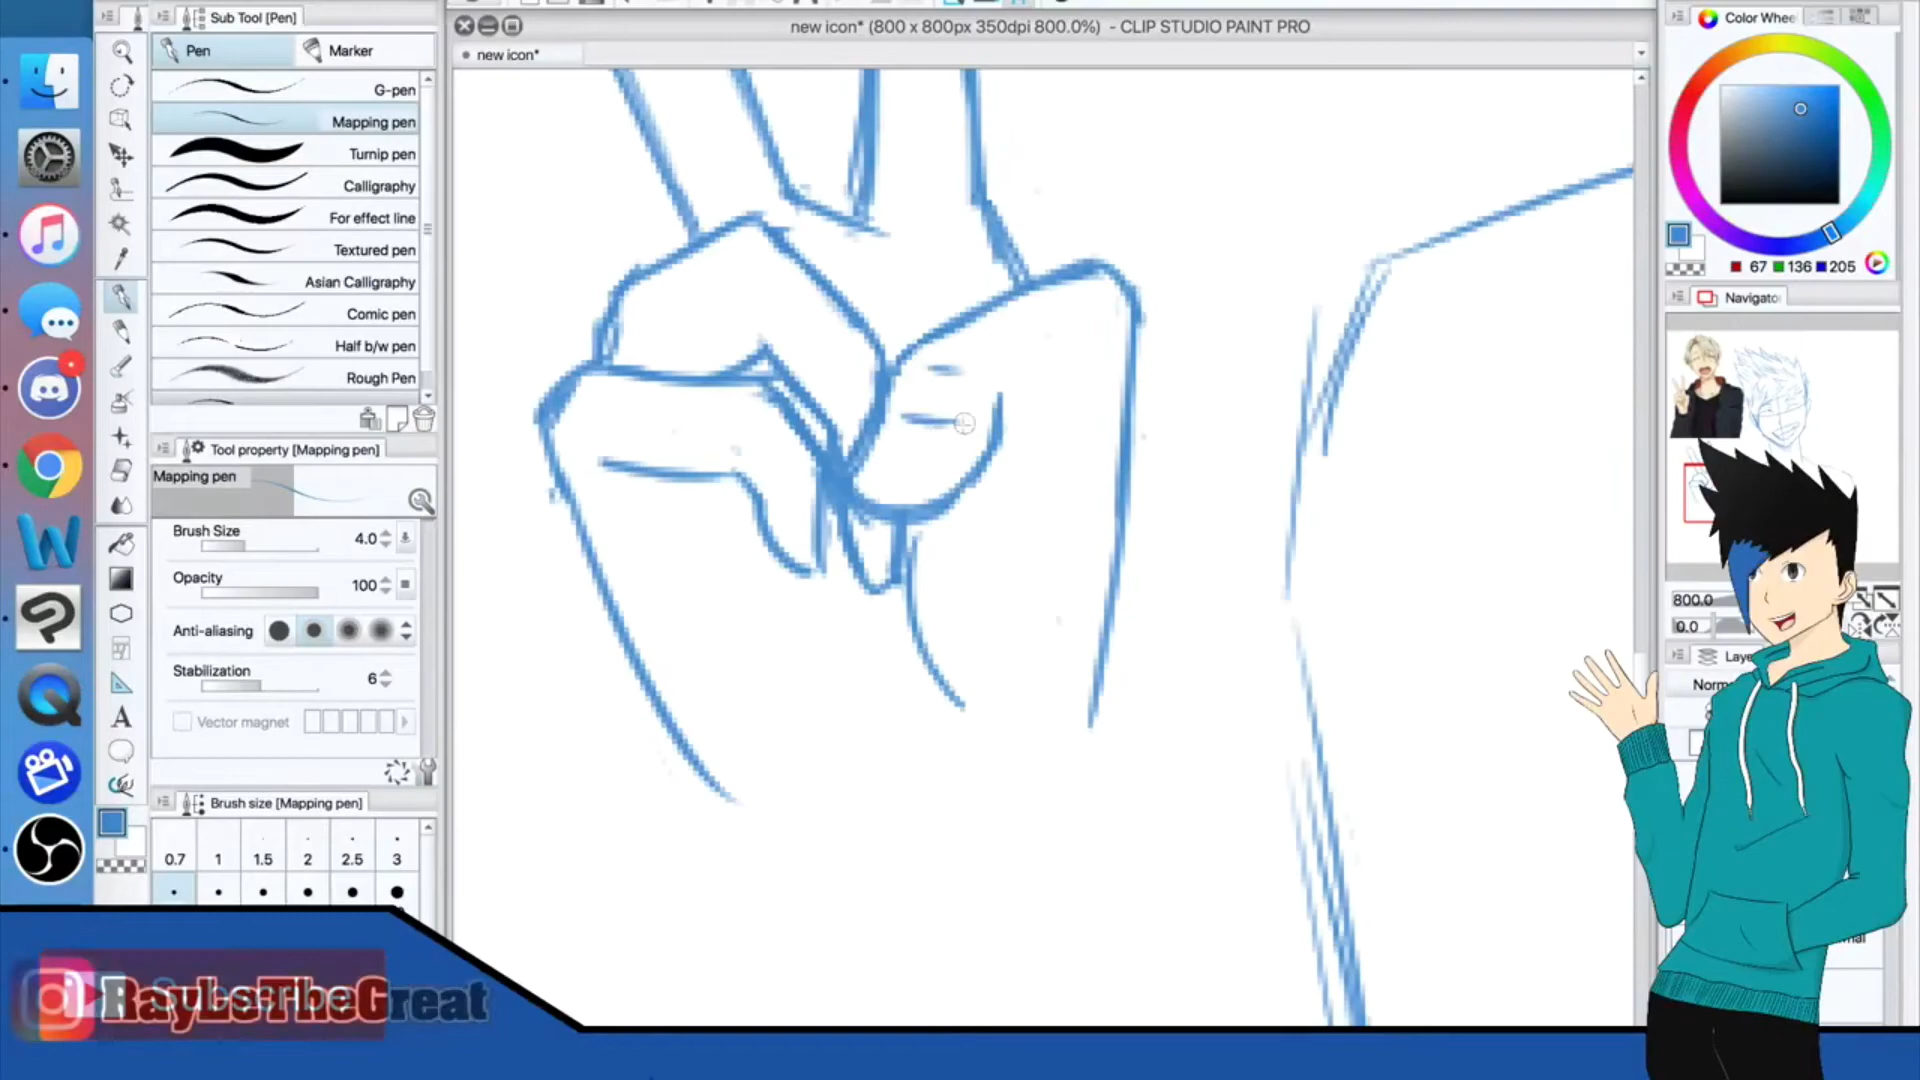 Sub Tool [Pen]
Pen
Marker
G-pen
Mapping pen
Turnip pen
Calligraphy
For effect line
Textured pen
Asian Calligraphy
Comic pen
Half b/w pen
Rough Pen
Tool property [Mapping pen]
Mapping pen
Brush Size 4.0
Opacity 100
Anti-aliasing
Stabilization 6
Vector magnet
Brush size [Mapping pen]
0.7 1 1.5 2 2.5 3
new icon* (800 x 800px 350dpi 800.0%) - CLIP STUDIO PAINT PRO
new icon*
Color Whee
67 136 205
Navigato
800.0
0.0
Laye
Norm
RayLsTheGreat